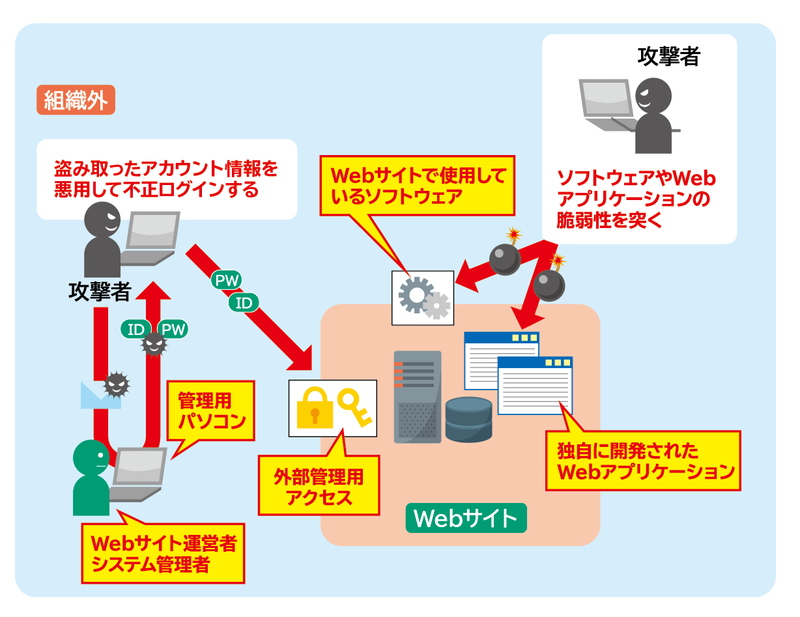 組織外
攻撃者
盗み取ったアカウント情報を
悪用して不正ログインする
Webサイトで使用して
いるソフトウェア
ソフトウェアやWeb
アプリケーションの
脆弱性を突く
攻撃者
PW
ID
ID
PW
管理用
パソコン
外部管理用
アクセス
独自に開発された
Webアプリケーション
Webサイト
Webサイト運営者
システム管理者